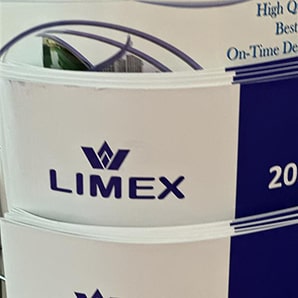 High Q
Best
On-Time De
LIMEX
20